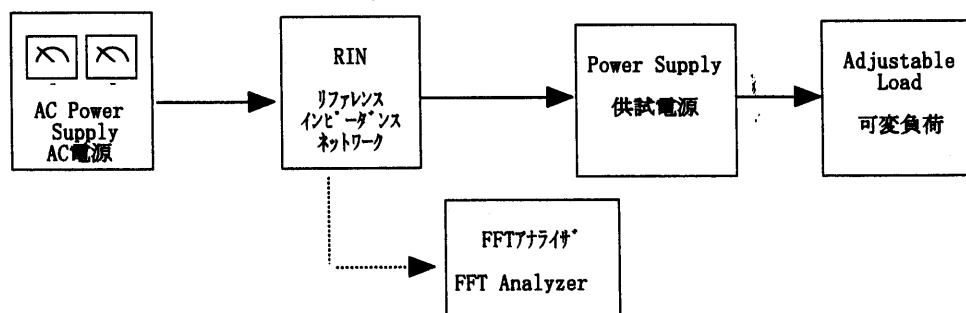 AC Power
Supply
AC電源
RIN
リファレンス
インピーダンス
ネットワーク
Power Supply
供試電源
Adjustable
Load
可変負荷
FFTアナライザ
FFT Analyzer